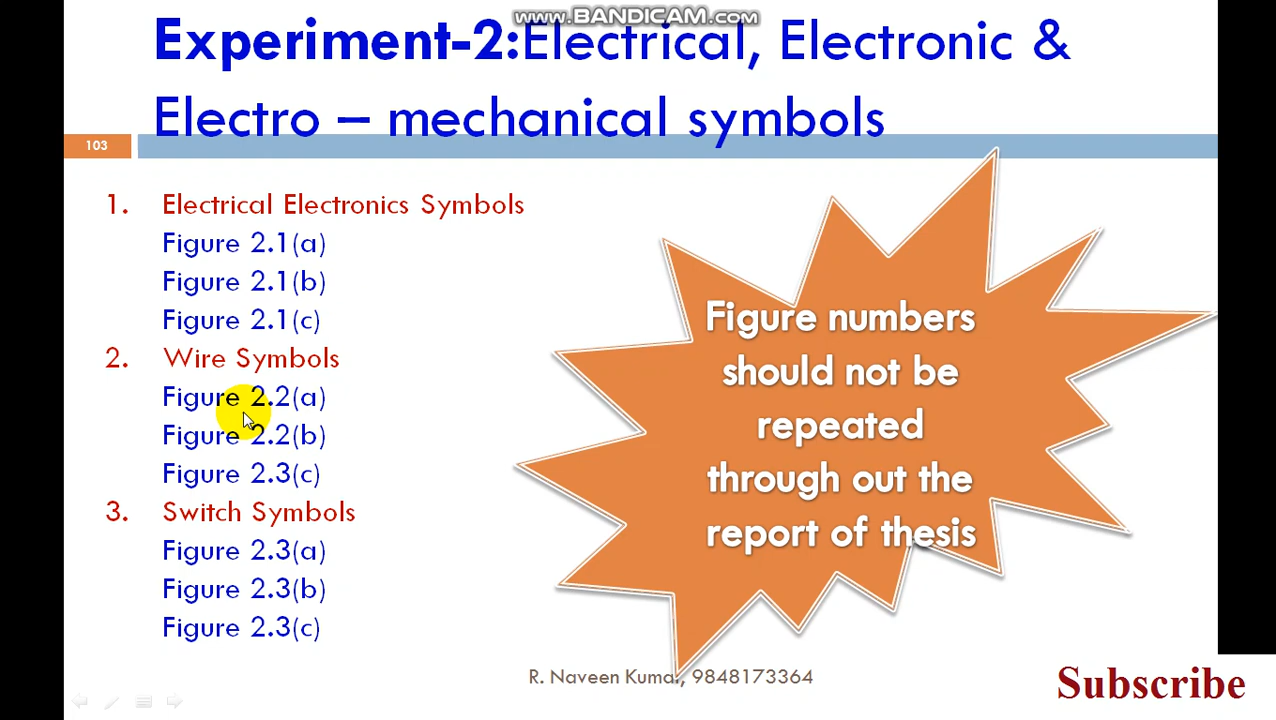 www.BANDICAM.com
Experiment-2:Electrical, Electronic &
Electro – mechanical symbols
103
1. Electrical Electronics Symbols
Figure 2.1(a)
Figure 2.1(b)
Figure 2.1(c)
2. Wire Symbols
Figure 2.2(a)
Figure 2.2(b)
Figure 2.3(c)
3. Switch Symbols
Figure 2.3(a)
Figure 2.3(b)
Figure 2.3(c)
Figure numbers
should not be
repeated
through out the
report of thesis
R. Naveen Kumar, 9848173364
Subscribe